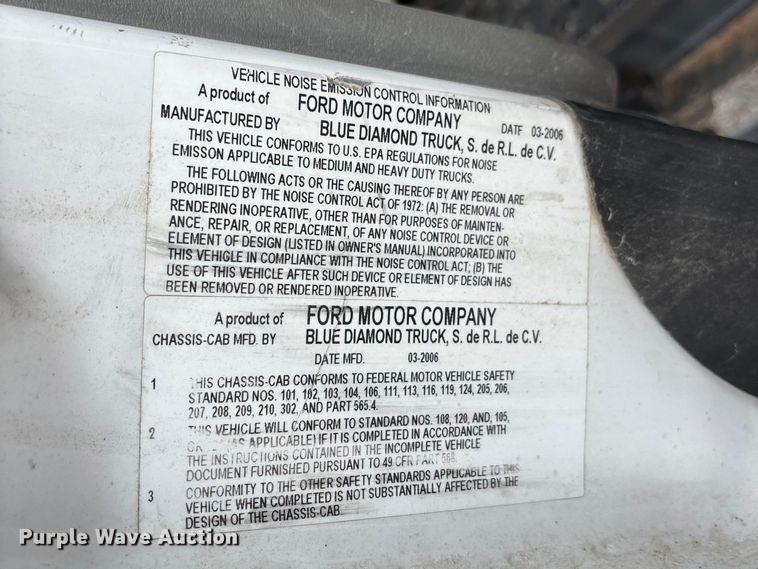 VEHICLE NOISE EMISSION CONTROL INFORMATION
A product of FORD MOTOR COMPANY DATE 03-2006
MANUFACTURED BY BLUE DIAMOND TRUCK, S. de R.L. de C.V.
THIS VEHICLE CONFORMS TO U.S. EPA REGULATIONS FOR NOISE
EMISSON APPLICABLE TO MEDIUM AND HEAVY DUTY TRUCKS.
THE FOLLOWING ACTS OR THE CAUSING THEREOF BY ANY PERSON ARE
PROHIBITED BY THE NOISE CONTROL ACT OF 1972: (A) THE REMOVAL OR
RENDERING INOPERATIVE, OTHER THAN FOR PURPOSES OF MAINTEN-
ANCE, REPAIR, OR REPLACEMENT, OF ANY NOISE CONTROL DEVICE OR
ELEMENT OF DESIGN (LISTED IN OWNER'S MANUAL) INCORPORATED INTO
THIS VEHICLE IN COMPLIANCE WITH THE NOISE CONTROL ACT; (B) THE
USE OF THIS VEHICLE AFTER SUCH DEVICE OR ELEMENT OF DESIGN HAS
BEEN REMOVED OR RENDERED INOPERATIVE.
A product of FORD MOTOR COMPANY
CHASSIS-CAB MFD. BY BLUE DIAMOND TRUCK, S. de R.L. de C.V.
DATE MFD. 03-2006
1 THIS CHASSIS-CAB CONFORMS TO FEDERAL MOTOR VEHICLE SAFETY
STANDARD NOS. 101, 102, 103, 104, 106, 111, 113, 116, 119, 124, 205, 206,
207, 208, 209, 210, 302, AND PART 565.4.
2 THIS VEHICLE WILL CONFORM TO STANDARD NOS. 108, 120, AND, 105,
OR (AS APPLICABLE) IF IT IS COMPLETED IN ACCORDANCE WITH
THE INSTRUCTIONS CONTAINED IN THE INCOMPLETE VEHICLE
DOCUMENT FURNISHED PURSUANT TO 49 CFR PART 568.
3 CONFORMITY TO THE OTHER SAFETY STANDARDS APPLICABLE TO THIS
VEHICLE WHEN COMPLETED IS NOT SUBSTANTIALLY AFFECTED BY THE
DESIGN OF THE CHASSIS-CAB.
Purple Wave Auction